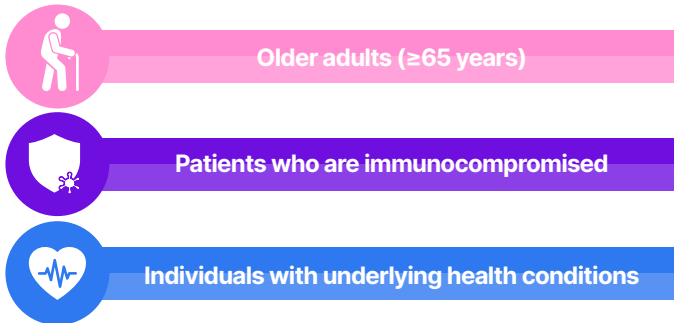 Older adults (≥65 years)
Patients who are immunocompromised
Individuals with underlying health conditions